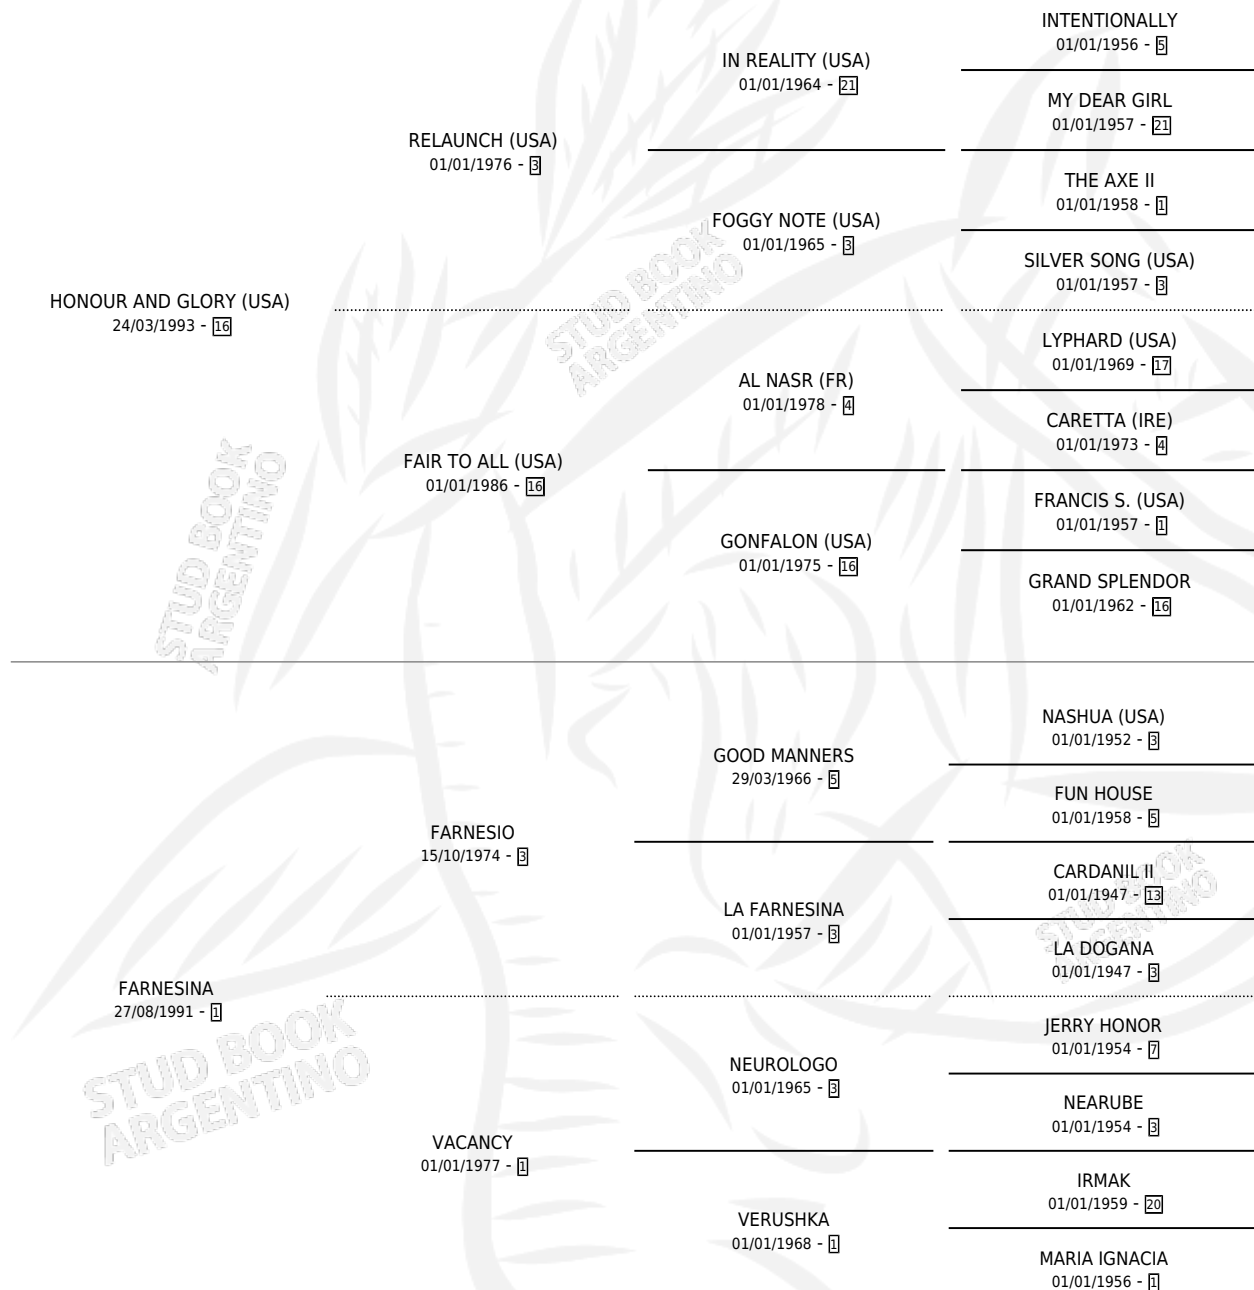 INTENTIONALLY
01/01/1956 - 5
IN REALITY (USA)
01/01/1964 - 21
MY DEAR GIRL
01/01/1957 - 21
RELAUNCH (USA)
01/01/1976 - 3
THE AXE II
01/01/1958 - 1
FOGGY NOTE (USA)
01/01/1965 - 3
SILVER SONG (USA)
01/01/1957 - 3
HONOUR AND GLORY (USA)
24/03/1993 - 16
LYPHARD (USA)
01/01/1969 - 17
AL NASR (FR)
01/01/1978 - 4
CARETTA (IRE)
01/01/1973 - 4
FAIR TO ALL (USA)
01/01/1986 - 16
FRANCIS S. (USA)
01/01/1957 - 1
GONFALON (USA)
01/01/1975 - 16
GRAND SPLENDOR
01/01/1962 - 16
NASHUA (USA)
01/01/1952 - 3
GOOD MANNERS
29/03/1966 - 5
FUN HOUSE
01/01/1958 - 5
FARNESIO
15/10/1974 - 3
CARDANIL II
01/01/1947 - 13
LA FARNESINA
01/01/1957 - 3
LA DOGANA
01/01/1947 - 3
FARNESINA
27/08/1991 - 1
JERRY HONOR
01/01/1954 - 7
NEUROLOGO
01/01/1965 - 3
NEARUBE
01/01/1954 - 3
VACANCY
01/01/1977 - 1
IRMAK
01/01/1959 - 20
VERUSHKA
01/01/1968 - 1
MARIA IGNACIA
01/01/1956 - 1
STUD BOOK
ARGENTINO
STUD BOOK
ARGENTINO
STUD BOOK
ARGENTINO
STUD BOOK
ARGENTINO